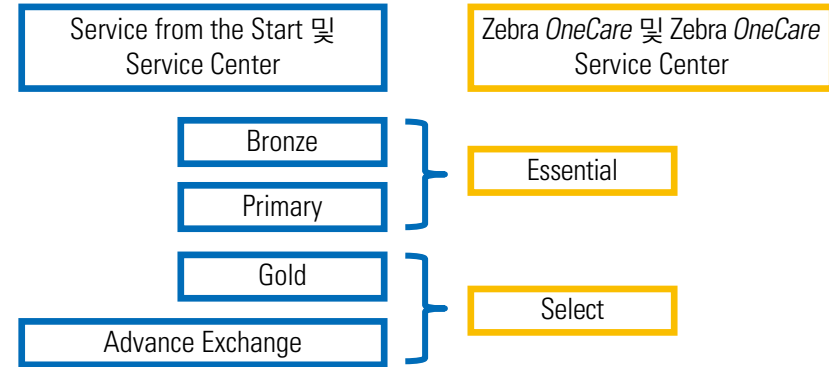 Service from the Start 및
Service Center
Zebra OneCare 및 Zebra OneCare
Service Center
Bronze
Primary
Essential
Gold
Advance Exchange
Select